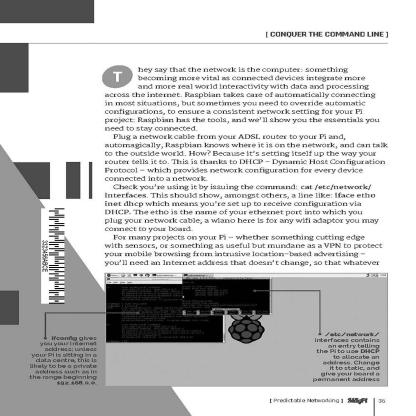 [ CONQUER THE COMMAND LINE ]
They say that the network is the computer: something
becoming more vital as connected devices integrate more
and more real world interactivity with data and processing
across the internet. Raspbian takes care of automatically connecting
in most situations, but sometimes you need to override automatic
configurations, to ensure a consistent network setting for your Pi
project: Raspbian has the tools, and we'll show you the essentials you
need to stay connected.
Plug a network cable from your ADSL router to your Pi and,
automagically, Raspbian knows where it is on the network, and can talk
to the outside world. How? Because it's setting itself up the way your
router tells it to. This is thanks to DHCP – Dynamic Host Configuration
Protocol – which provides network configuration for every device
connected into a network.
Check you're using it by issuing the command: cat /etc/network/
interfaces. This should show, amongst others, a line like: iface eth0
inet dhcp which means you're set up to receive configuration via
DHCP. The eth0 is the name of your ethernet port into which you
plug your network cable, a wlan0 here is for any wifi adaptor you may
connect to your board.
For many projects on your Pi – whether something cutting edge
with sensors, or something as useful but mundane as a VPN to protect
your mobile browsing from intrusive location-based advertising –
you'll need an Internet address that doesn't change, so that whatever
ifconfig gives
you your Internet
address; unless
your Pi is sitting in a
data centre, this is
likely to be a private
address such as in
the range beginning
192.168.0.0.
/etc/network/
interfaces contains
an entry telling
the Pi to use DHCP
to allocate an
address. Change
it to static, and
give your board a
permanent address
[ Predictable Networking ]
36